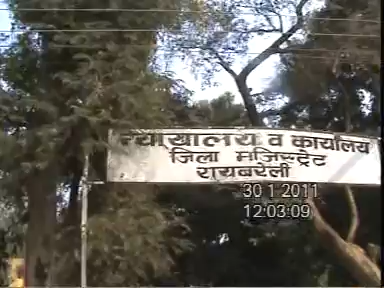 न्यायालय व कार्यालय
जिला मजिस्ट्रेट
रायबरेली
30 1 2011
12:03:09